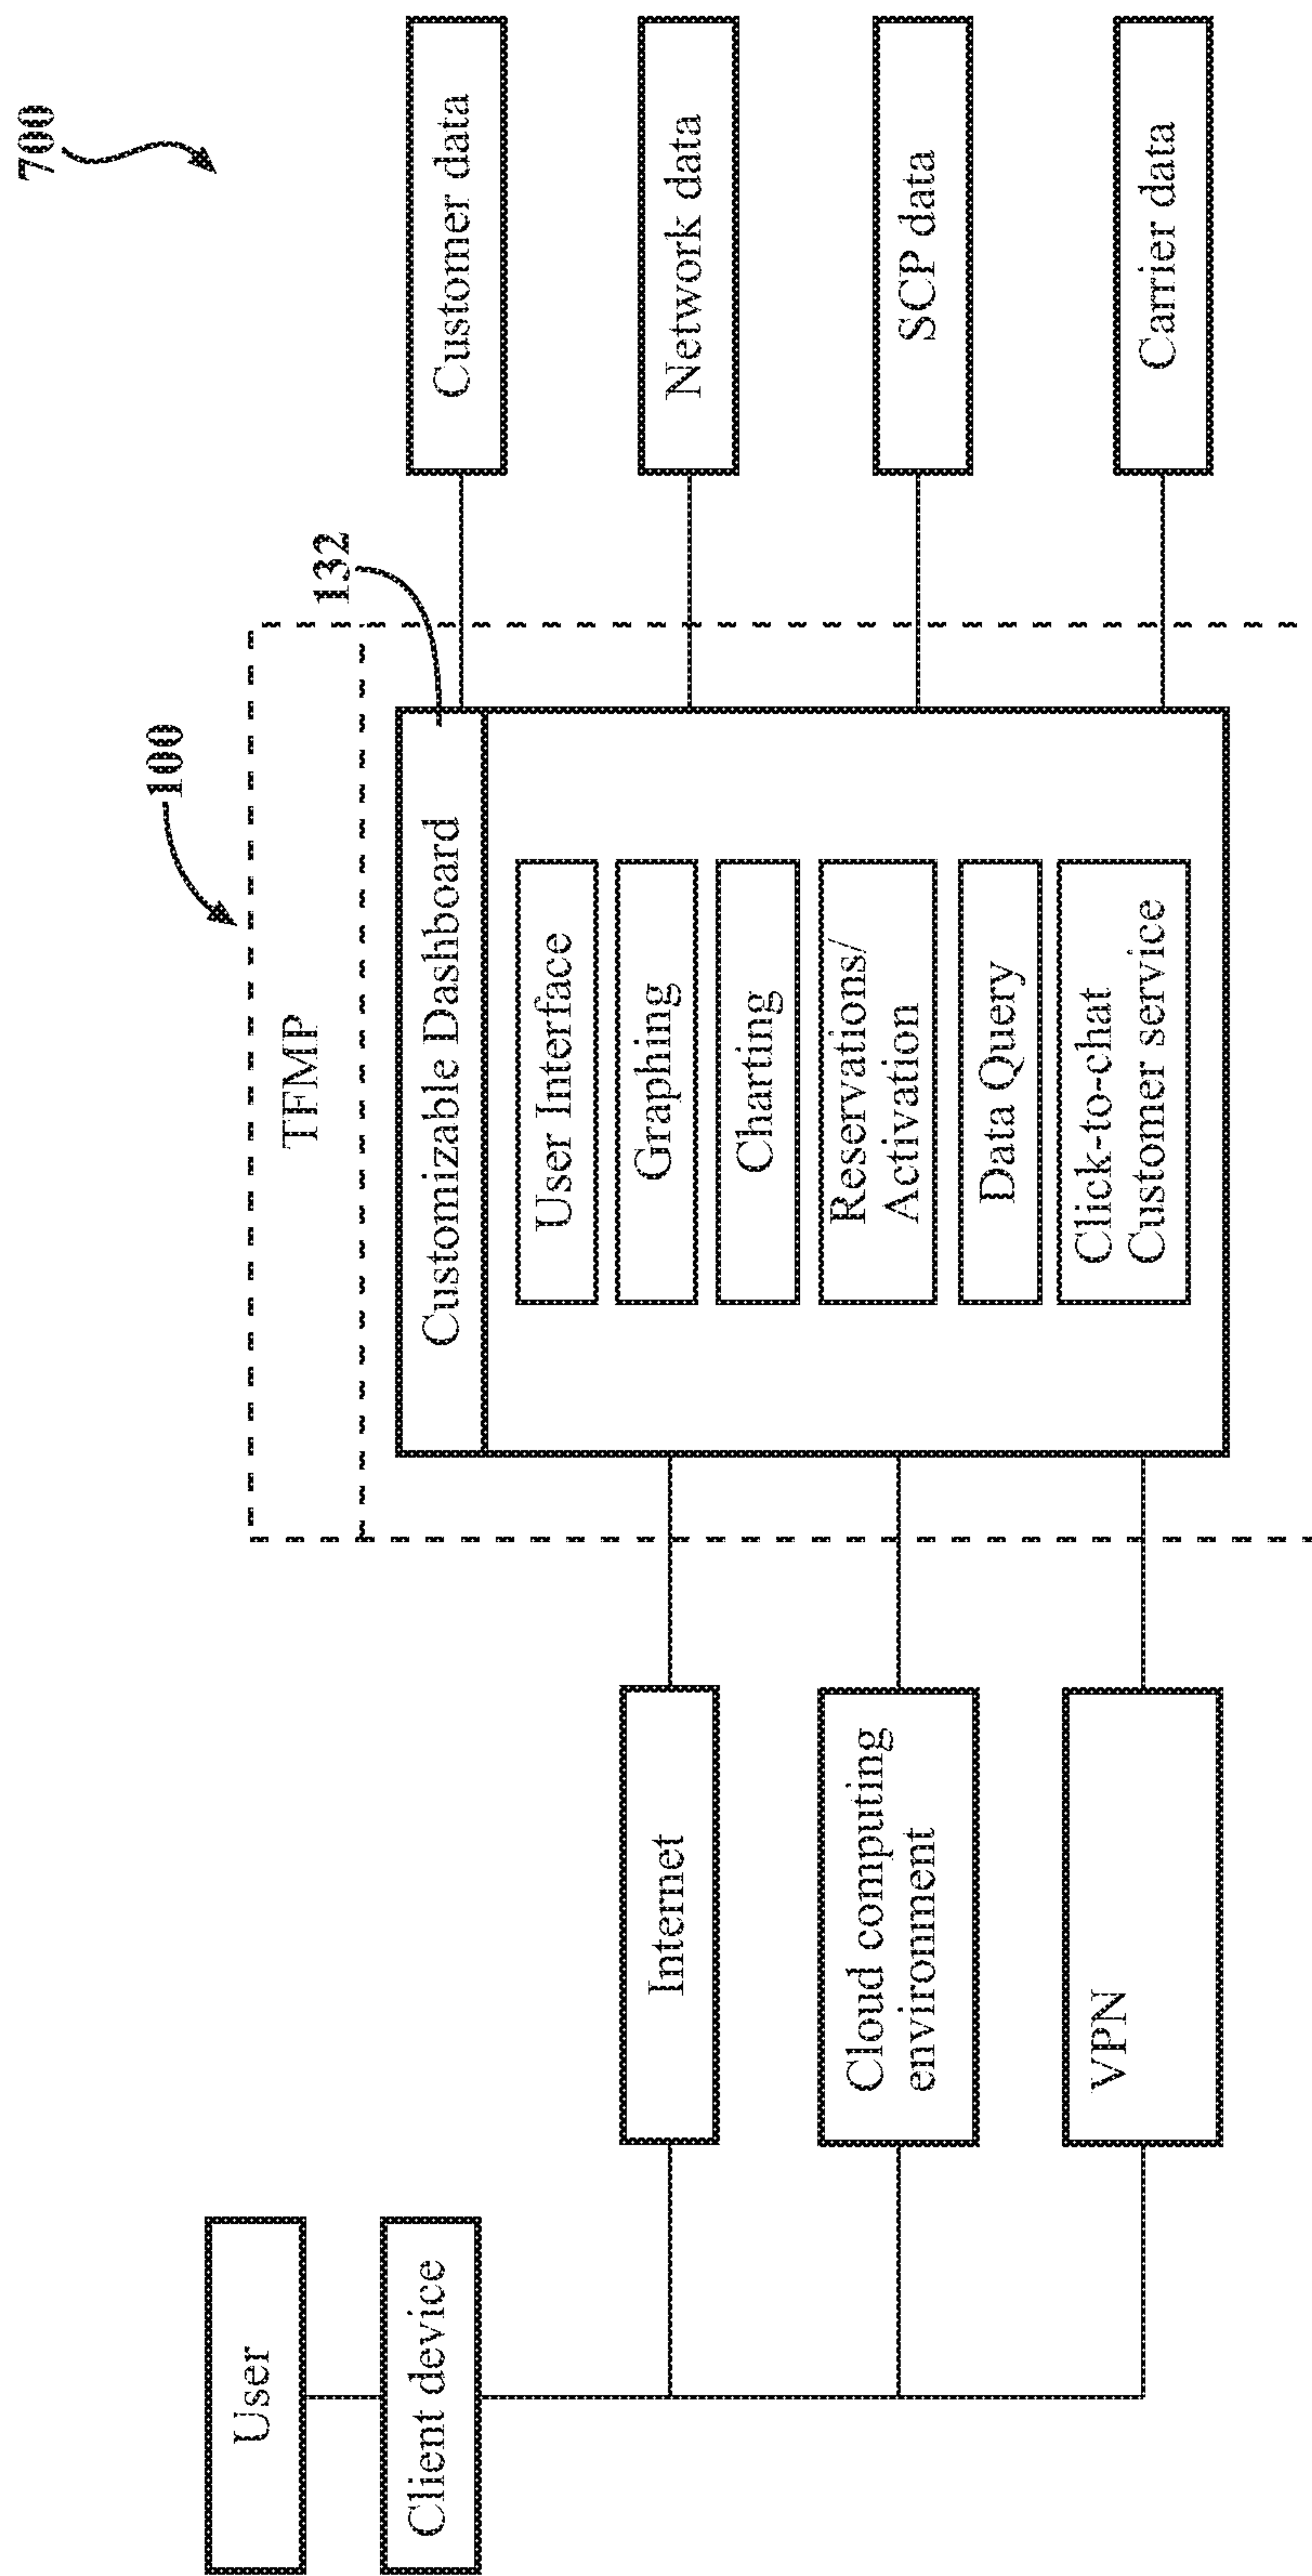 700
100
TFMP
132
User
Client device
Internet
Cloud computing
environment
VPN
Customizable Dashboard
User Interface
Graphing
Charting
Reservations/
Activation
Data Query
Click-to-chat
Customer service
Customer data
Network data
SCP data
Carrier data